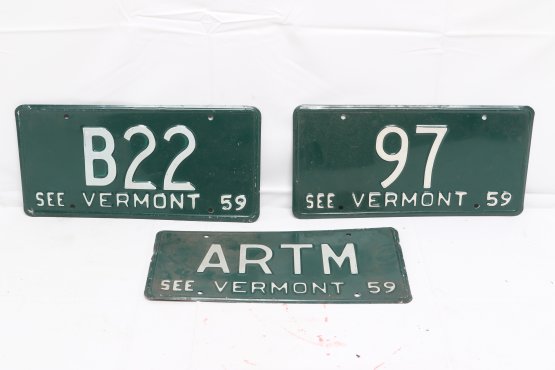 B22
SEE VERMONT 59
97
SEE VERMONT 59
ARTM
SEE VERMONT 59